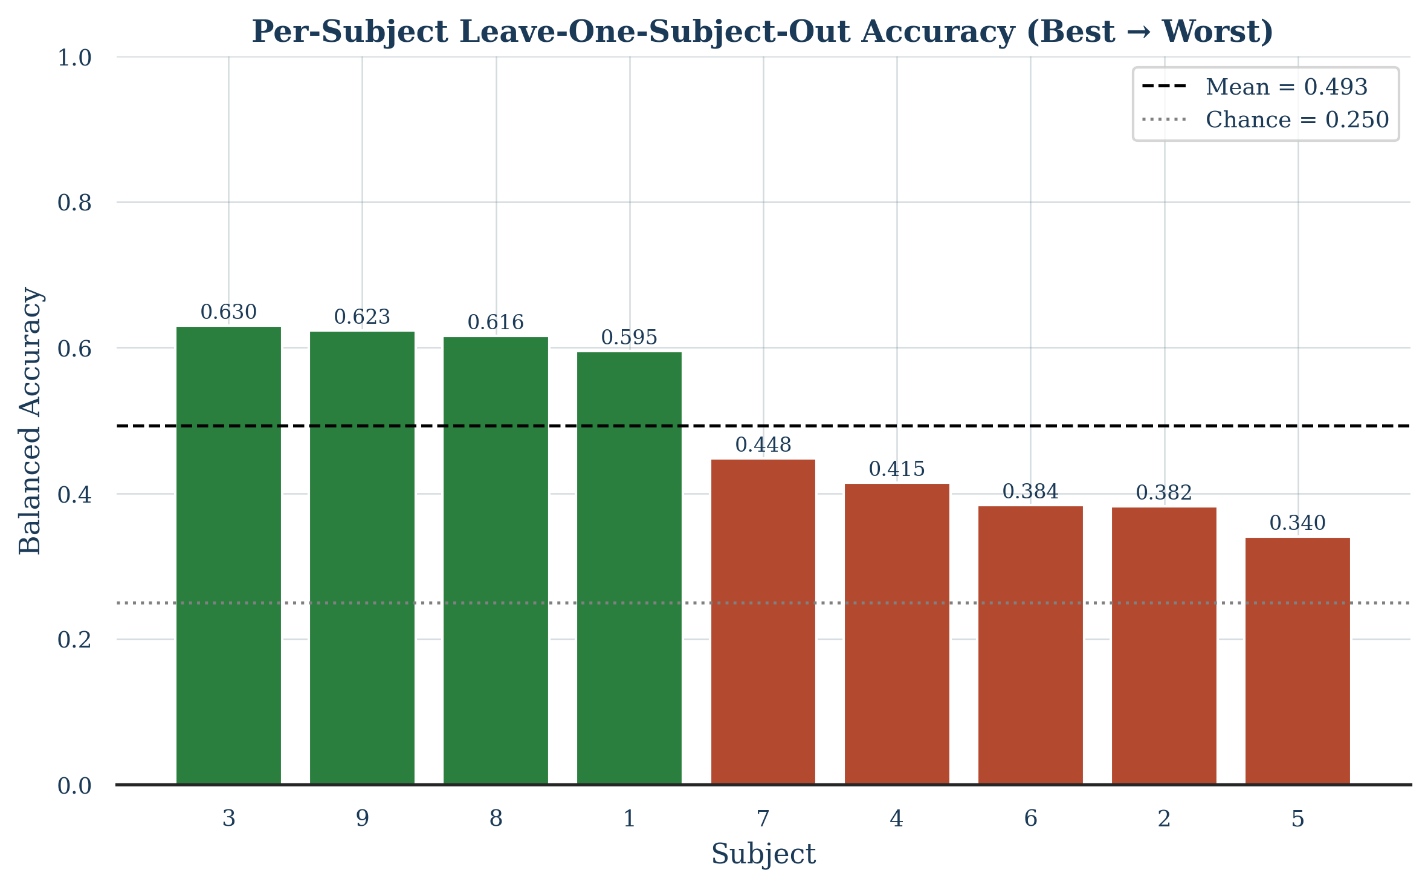 Per-Subject Leave-One-Subject-Out Accuracy (Best → Worst)
Mean = 0.493
Chance = 0.250
Balanced Accuracy
1.0
0.8
0.6
0.4
0.2
0.0
0.630
0.623
0.616
0.595
0.448
0.415
0.384
0.382
0.340
3 9 8 1 7 4 6 2 5
Subject